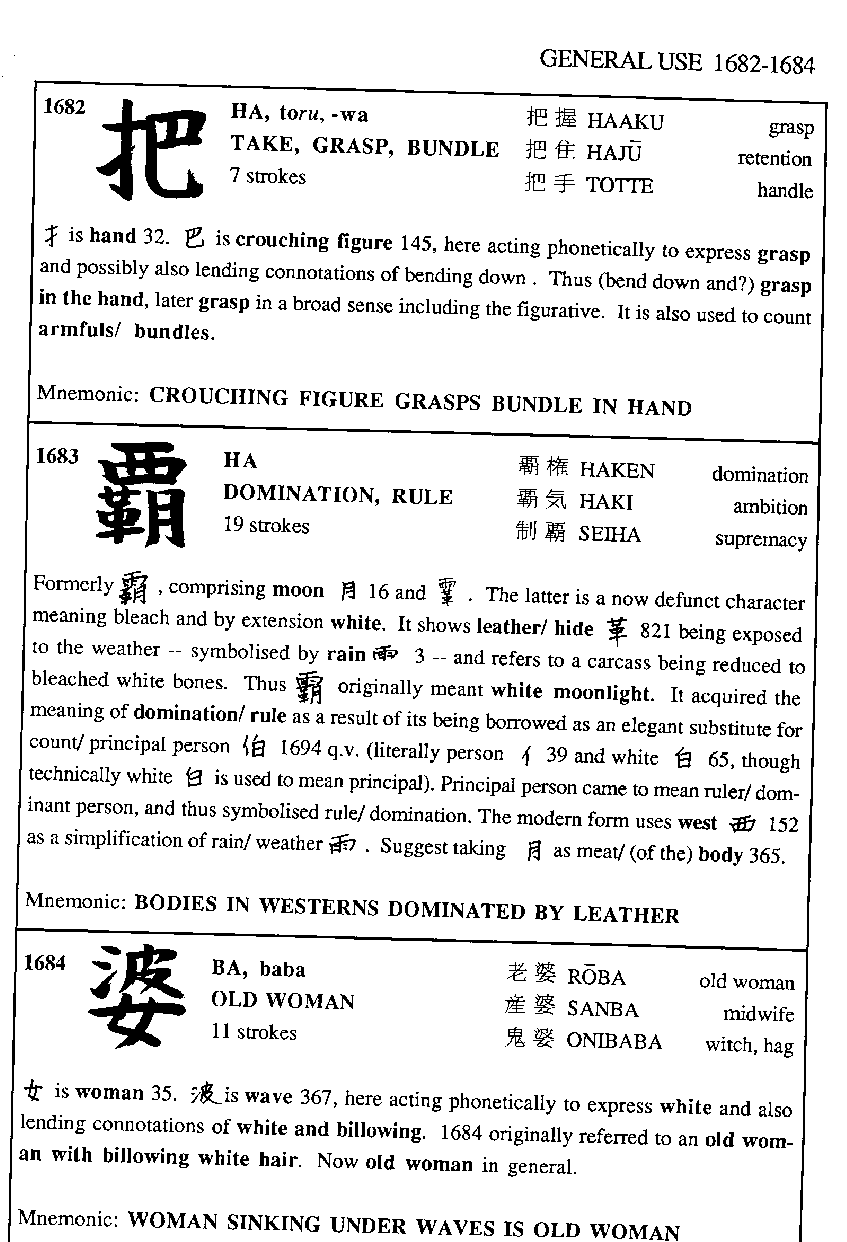 GENERAL USE 1682-1684
1682 把 HA, toru, -wa 把握 HAAKU grasp
TAKE, GRASP, BUNDLE 把住 HAJŪ retention
7 strokes 把手 TOTTE handle
扌 is hand 32. 巴 is crouching figure 145, here acting phonetically to express grasp
and possibly also lending connotations of bending down . Thus (bend down and?) grasp
in the hand, later grasp in a broad sense including the figurative. It is also used to count
armfuls/ bundles.
Mnemonic: CROUCHING FIGURE GRASPS BUNDLE IN HAND
1683 覇 HA 覇権 HAKEN domination
DOMINATION, RULE 覇気 HAKI ambition
19 strokes 制覇 SEIHA supremacy
Formerly 霸 , comprising moon 月 16 and 䨣 . The latter is a now defunct character
meaning bleach and by extension white. It shows leather/ hide 革 821 being exposed
to the weather -- symbolised by rain 雨 3 -- and refers to a carcass being reduced to
bleached white bones. Thus 霸 originally meant white moonlight. It acquired the
meaning of domination/ rule as a result of its being borrowed as an elegant substitute for
count/ principal person 伯 1694 q.v. (literally person 亻 39 and white 白 65, though
technically white 白 is used to mean principal). Principal person came to mean ruler/ dom-
inant person, and thus symbolised rule/ domination. The modern form uses west 西 152
as a simplification of rain/ weather 雨 . Suggest taking 月 as meat/ (of the) body 365.
Mnemonic: BODIES IN WESTERNS DOMINATED BY LEATHER
1684 婆 BA, baba 老婆 RŌBA old woman
OLD WOMAN 産婆 SANBA midwife
11 strokes 鬼婆 ONIBABA witch, hag
女 is woman 35. 波 is wave 367, here acting phonetically to express white and also
lending connotations of white and billowing. 1684 originally referred to an old wom-
an with billowing white hair. Now old woman in general.
Mnemonic: WOMAN SINKING UNDER WAVES IS OLD WOMAN